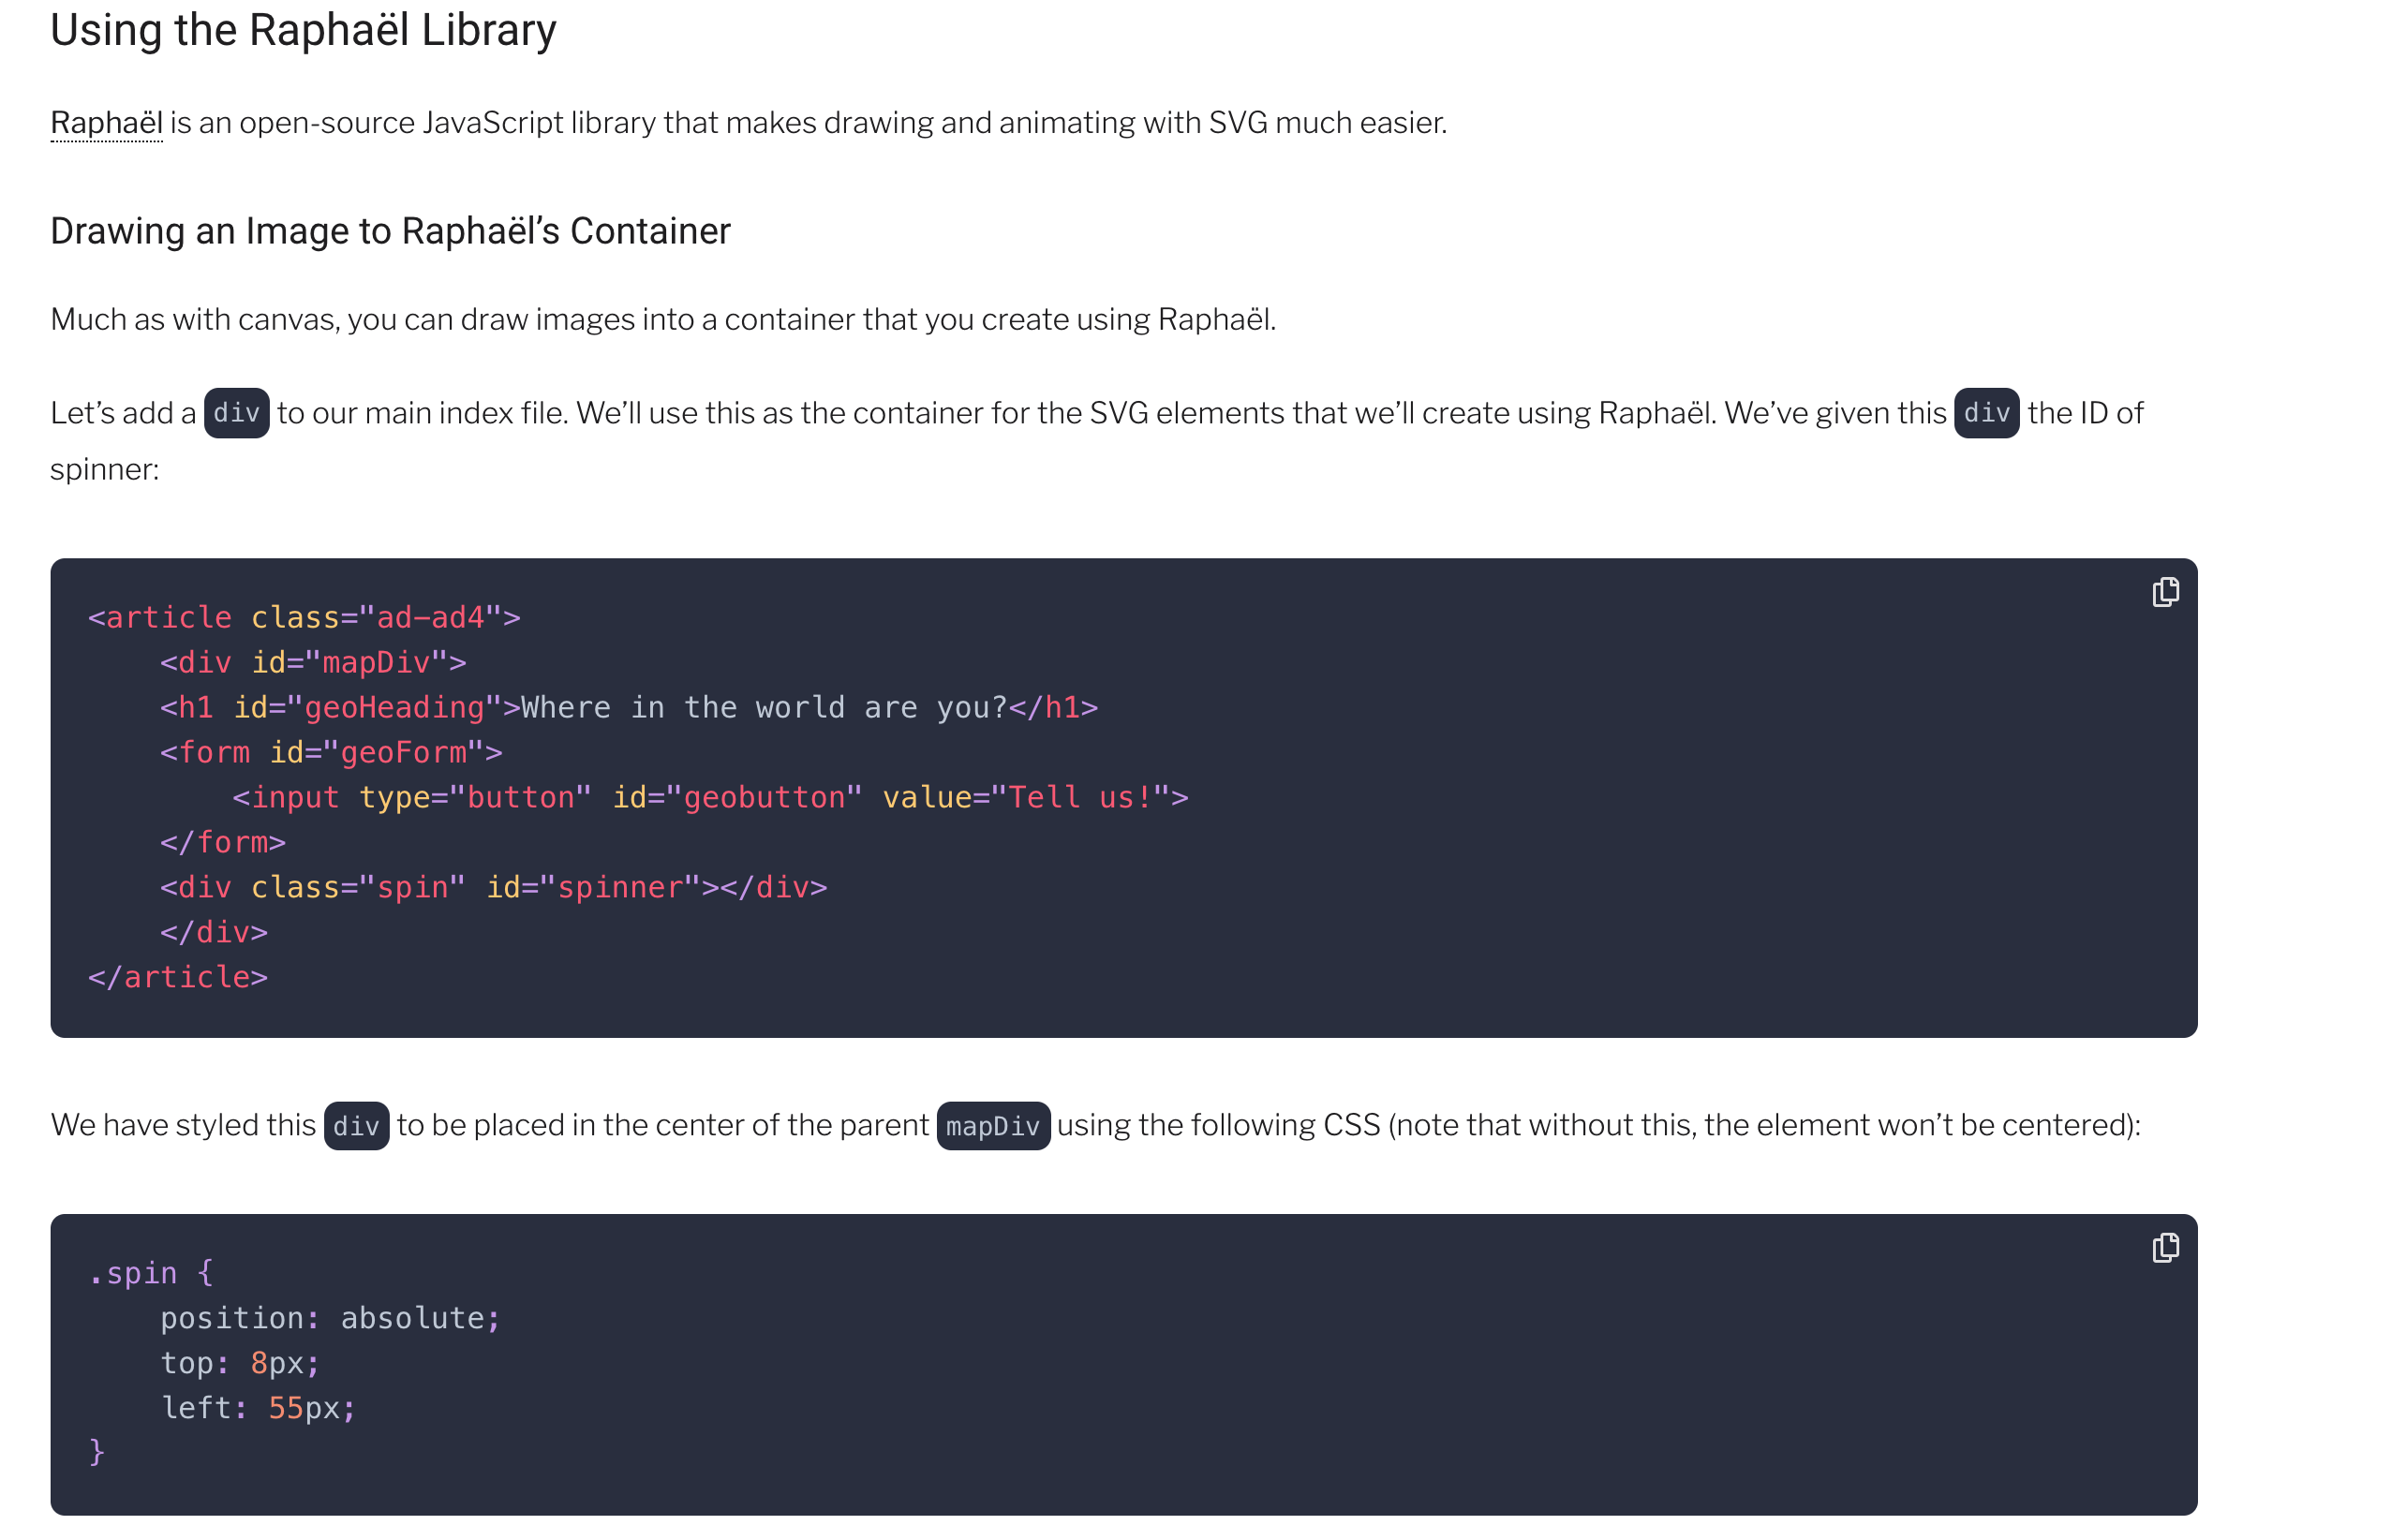 Using the Raphaël Library
Raphaël is an open-source JavaScript library that makes drawing and animating with SVG much easier.
Drawing an Image to Raphaël’s Container
Much as with canvas, you can draw images into a container that you create using Raphaël.
Let’s add a div to our main index file. We’ll use this as the container for the SVG elements that we’ll create using Raphaël. We’ve given this div the ID of
spinner:
<article class="ad-ad4">
    <div id="mapDiv">
    <h1 id="geoHeading">Where in the world are you?</h1>
    <form id="geoForm">
        <input type="button" id="geobutton" value="Tell us!">
    </form>
    <div class="spin" id="spinner"></div>
    </div>
</article>
We have styled this div to be placed in the center of the parent mapDiv using the following CSS (note that without this, the element won’t be centered):
.spin {
    position: absolute;
    top: 8px;
    left: 55px;
}